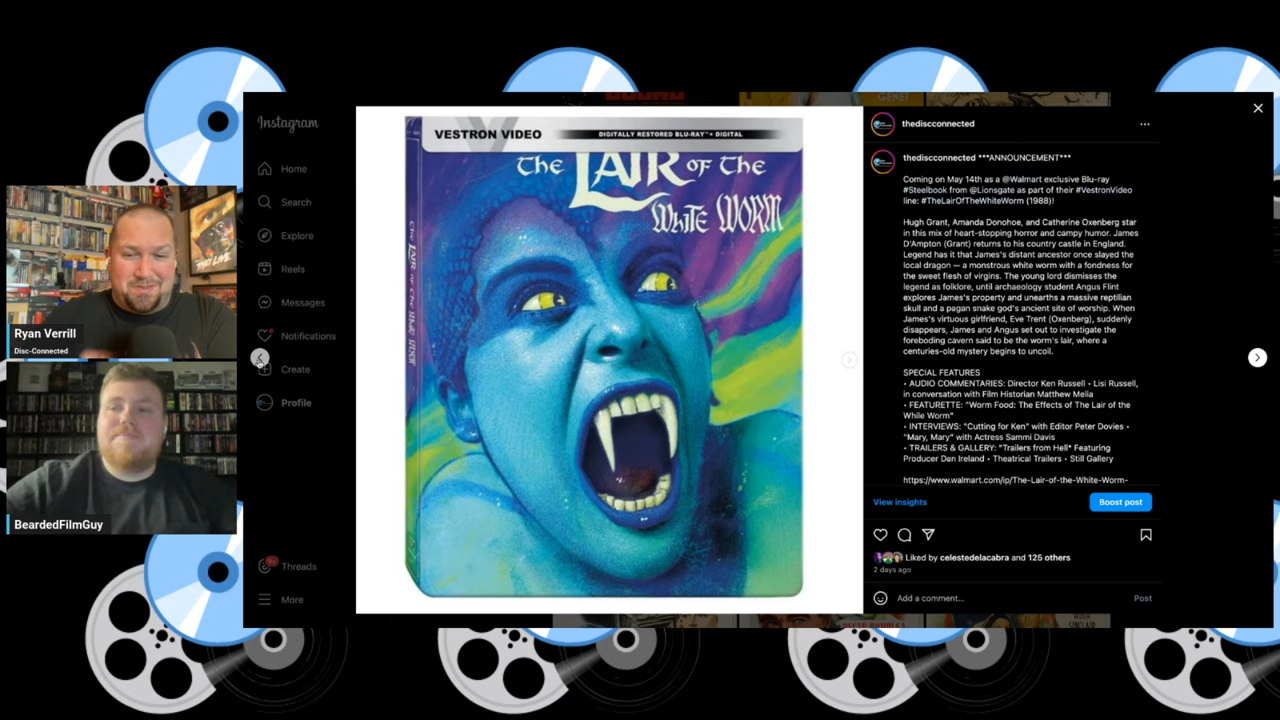 Instagram
Home
Search
Explore
Reels
Messages
Notifications
Create
Profile
9+
Threads
More
Ryan Verrill
Disc-Connected
BeardedFilmGuy
THEY LIVE
GENET
VESTRON VIDEO
DIGITALLY RESTORED BLU-RAY™ + DIGITAL
The LAIR OF The
White WORM
The LAIR OF The White WORM
thediscconnected
thediscconnected ***ANNOUNCEMENT***
Coming on May 14th as a @Walmart exclusive Blu-ray
#Steelbook from @Lionsgate as part of their #VestronVideo
line: #TheLairOfTheWhiteWorm (1988)!
Hugh Grant, Amanda Donohoe, and Catherine Oxenberg star
in this mix of heart-stopping horror and campy humor. James
D'Ampton (Grant) returns to his country castle in England.
Legend has it that James's distant ancestor once slayed the
local dragon — a monstrous white worm with a fondness for
the sweet flesh of virgins. The young lord dismisses the
legend as folklore, until archaeology student Angus Flint
explores James's property and unearths a massive reptilian
skull and a pagan snake god's ancient site of worship. When
James's virtuous girlfriend, Eve Trent (Oxenberg), suddenly
disappears, James and Angus set out to investigate the
foreboding cavern said to be the worm's lair, where a
centuries-old mystery begins to uncoil.
SPECIAL FEATURES
• AUDIO COMMENTARIES: Director Ken Russell • Lisi Russell,
in conversation with Film Historian Matthew Melia
• FEATURETTE: "Worm Food: The Effects of The Lair of the
While Worm"
• INTERVIEWS: "Cutting for Ken" with Editor Peter Davies •
"Mary, Mary" with Actress Sammi Davis
• TRAILERS & GALLERY: "Trailers from Hell" Featuring
Producer Dan Ireland • Theatrical Trailers • Still Gallery
https://www.walmart.com/ip/The-Lair-of-the-White-Worm-
View insights
Boost post
Liked by celestedelacabra and 125 others
2 days ago
Add a comment...
Post